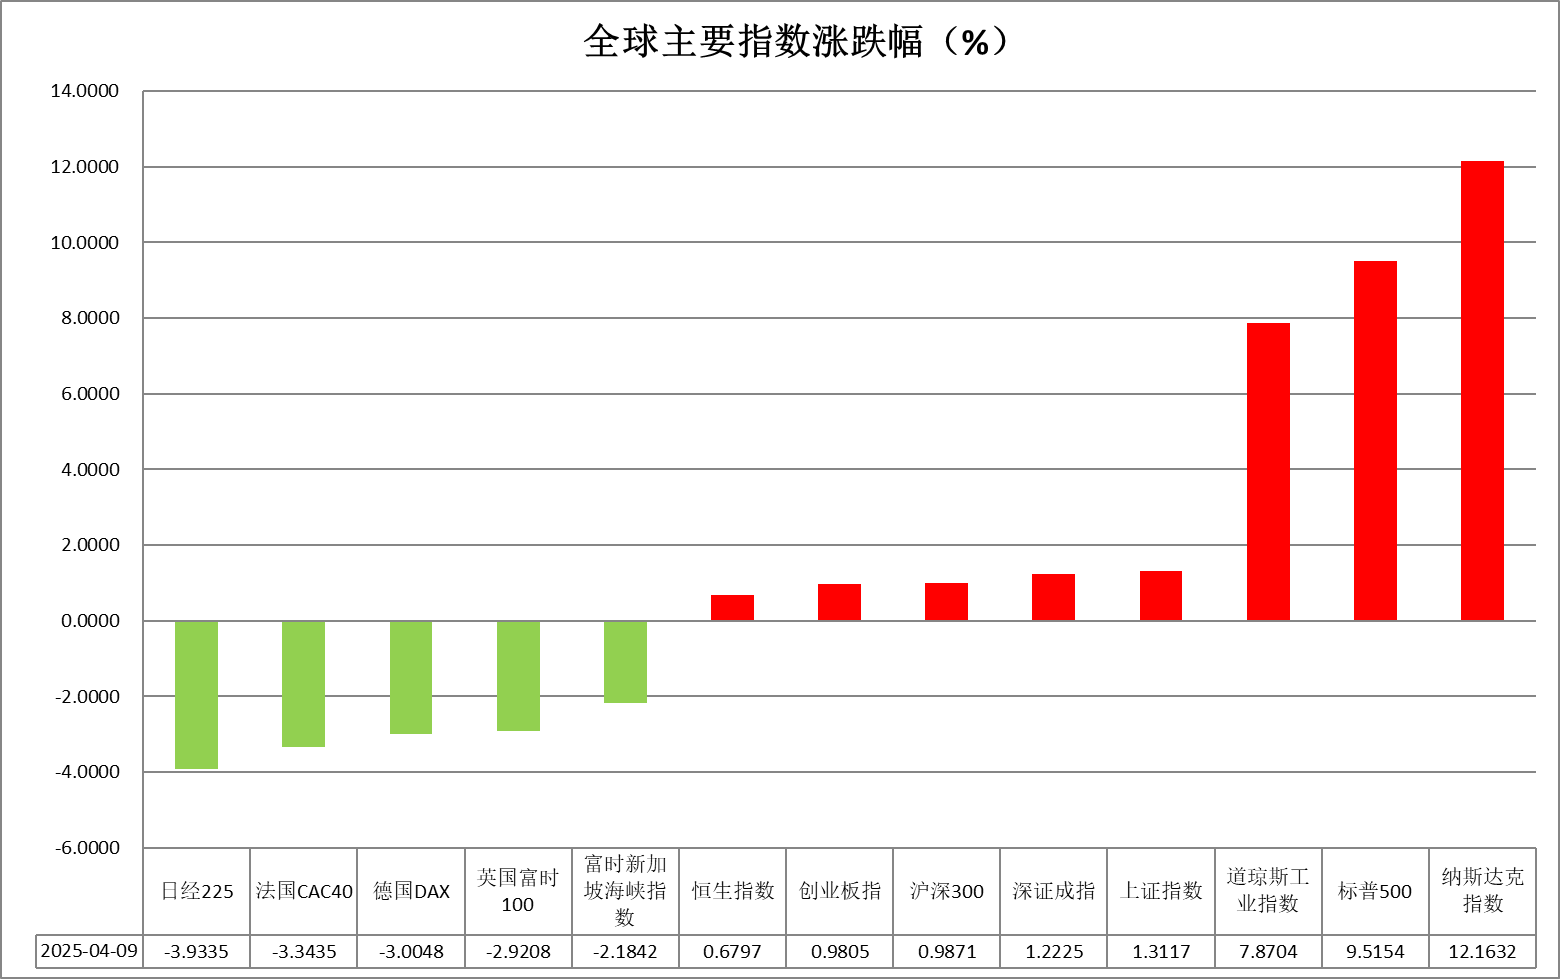 全球主要指数涨跌幅（%）
14.0000
12.0000
10.0000
8.0000
6.0000
4.0000
2.0000
0.0000
-2.0000
-4.0000
-6.0000
日经225
法国CAC40
德国DAX
英国富时
100
富时新加
坡海峡指
数
恒生指数
创业板指
沪深300
深证成指
上证指数
道琼斯工
业指数
标普500
纳斯达克
指数
2025-04-09 -3.9335 -3.3435 -3.0048 -2.9208 -2.1842 0.6797 0.9805 0.9871 1.2225 1.3117 7.8704 9.5154 12.1632